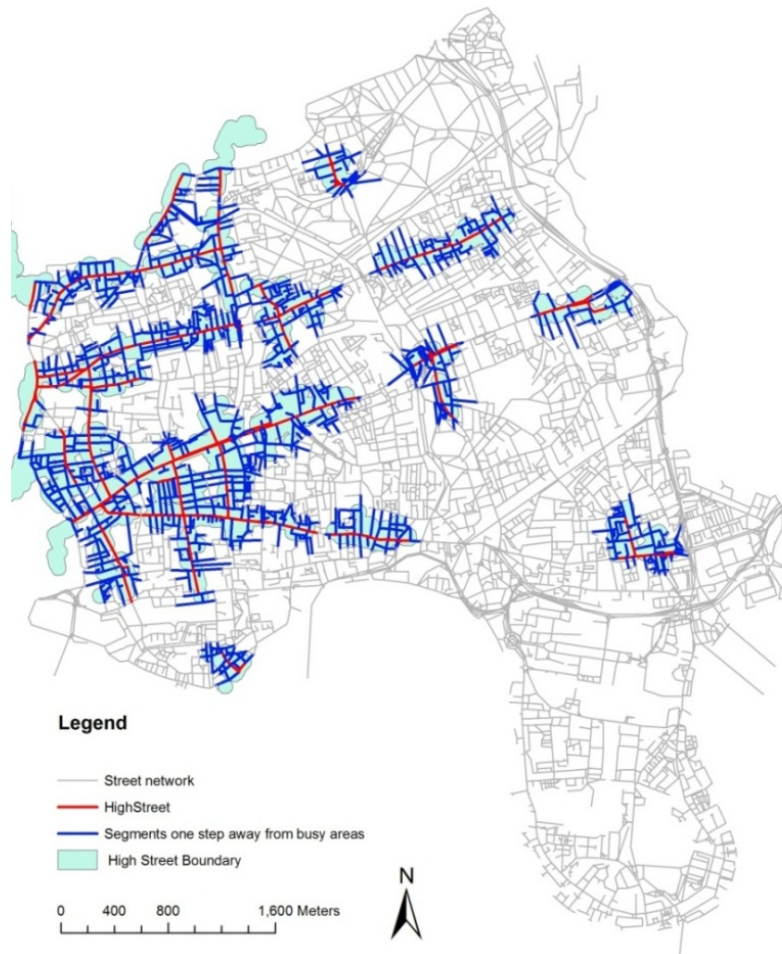 Legend
Street network
HighStreet
Segments one step away from busy areas
High Street Boundary
N
0 400 800 1,600 Meters